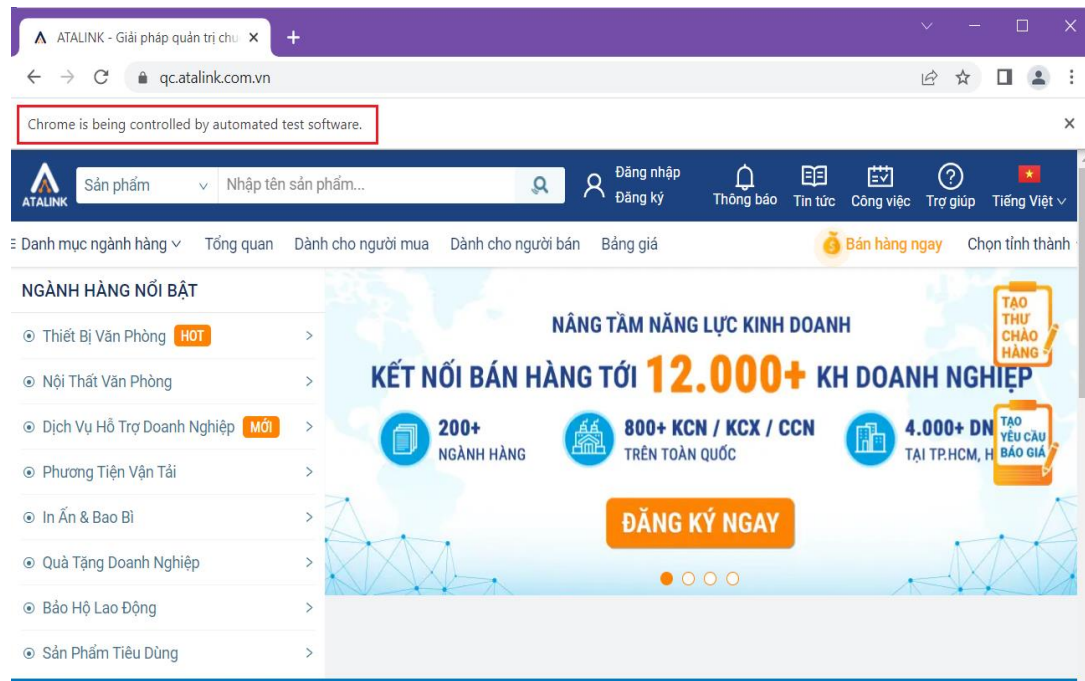 ATALINK - Giải pháp quản trị chu
qc.atalink.com.vn
Chrome is being controlled by automated test software.
ATALINK
Sản phẩm
Nhập tên sản phẩm...
Đăng nhập
Đăng ký
Thông báo
Tin tức
Công việc
Trợ giúp
Tiếng Việt
Danh mục ngành hàng
Tổng quan
Dành cho người mua
Dành cho người bán
Bảng giá
Bán hàng ngay
Chọn tỉnh thành
NGÀNH HÀNG NỔI BẬT
Thiết Bị Văn Phòng HOT
Nội Thất Văn Phòng
Dịch Vụ Hỗ Trợ Doanh Nghiệp MỚI
Phương Tiện Vận Tải
In Ấn & Bao Bì
Quà Tặng Doanh Nghiệp
Bảo Hộ Lao Động
Sản Phẩm Tiêu Dùng
NÂNG TẦM NĂNG LỰC KINH DOANH
KẾT NỐI BÁN HÀNG TỚI 12.000+ KH DOANH NGHIỆP
200+
NGÀNH HÀNG
800+ KCN / KCX / CCN
TRÊN TOÀN QUỐC
4.000+ DN
TẠI TP.HCM, H
ĐĂNG KÝ NGAY
TẠO
THƯ
CHÀO
HÀNG
TẠO
YÊU CẦU
BÁO GIÁ